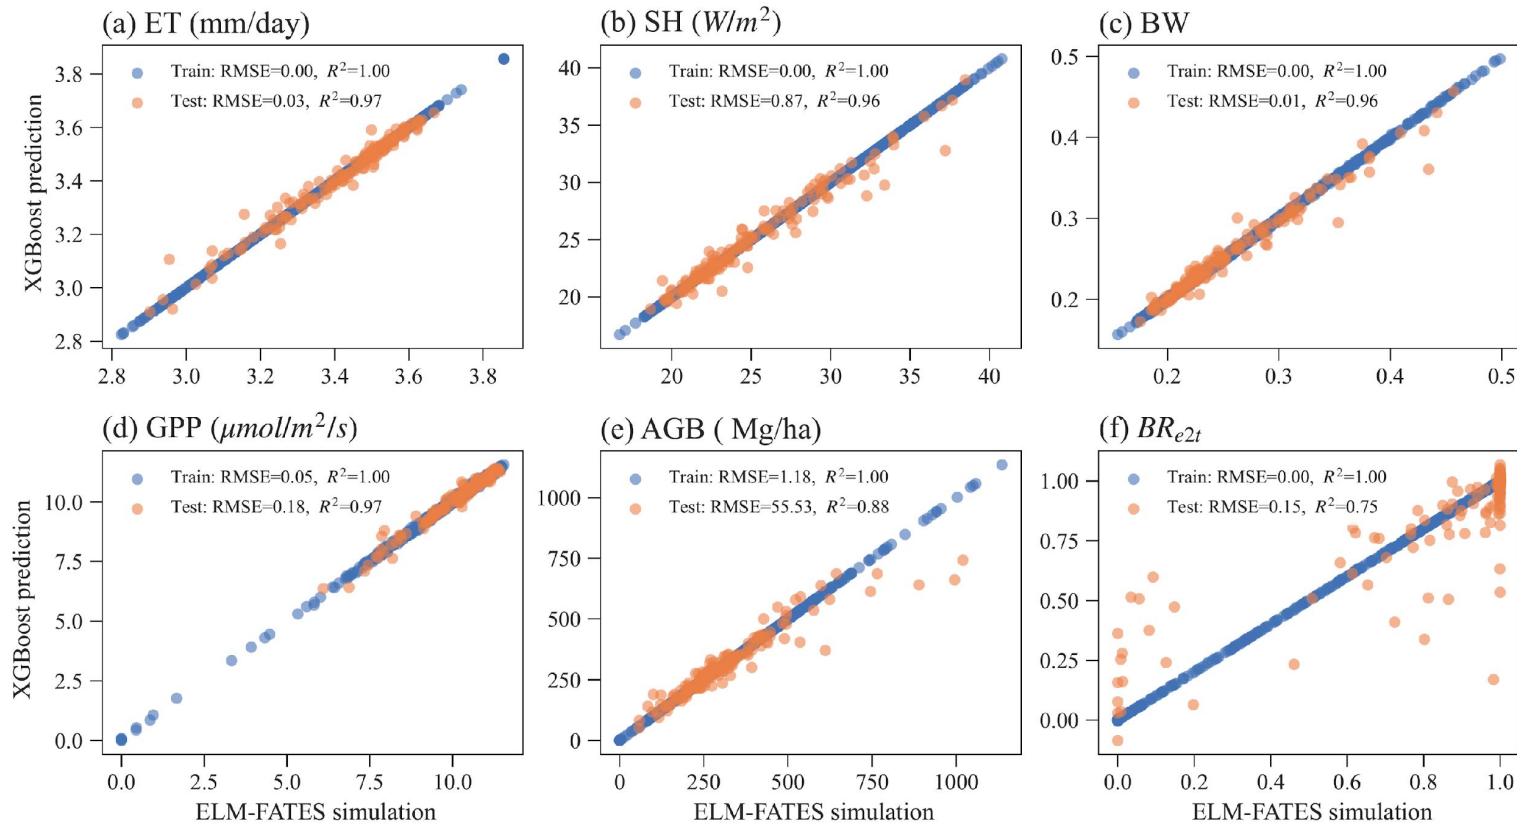 (a) ET (mm/day)
Train: RMSE=0.00, R²=1.00
Test: RMSE=0.03, R²=0.97
XGBoost prediction
3.8
3.6
3.4
3.2
3.0
2.8
2.8 3.0 3.2 3.4 3.6 3.8
(b) SH (W/m²)
Train: RMSE=0.00, R²=1.00
Test: RMSE=0.87, R²=0.96
40
35
30
25
20
20 25 30 35 40
(c) BW
Train: RMSE=0.00, R²=1.00
Test: RMSE=0.01, R²=0.96
0.5
0.4
0.3
0.2
0.2 0.3 0.4 0.5
(d) GPP (μmol/m²/s)
Train: RMSE=0.05, R²=1.00
Test: RMSE=0.18, R²=0.97
XGBoost prediction
10.0
7.5
5.0
2.5
0.0
0.0 2.5 5.0 7.5 10.0
ELM-FATES simulation
(e) AGB ( Mg/ha)
Train: RMSE=1.18, R²=1.00
Test: RMSE=55.53, R²=0.88
1000
750
500
250
0
0 250 500 750 1000
ELM-FATES simulation
(f) BRe2t
Train: RMSE=0.00, R²=1.00
Test: RMSE=0.15, R²=0.75
1.00
0.75
0.50
0.25
0.00
0.0 0.2 0.4 0.6 0.8 1.0
ELM-FATES simulation